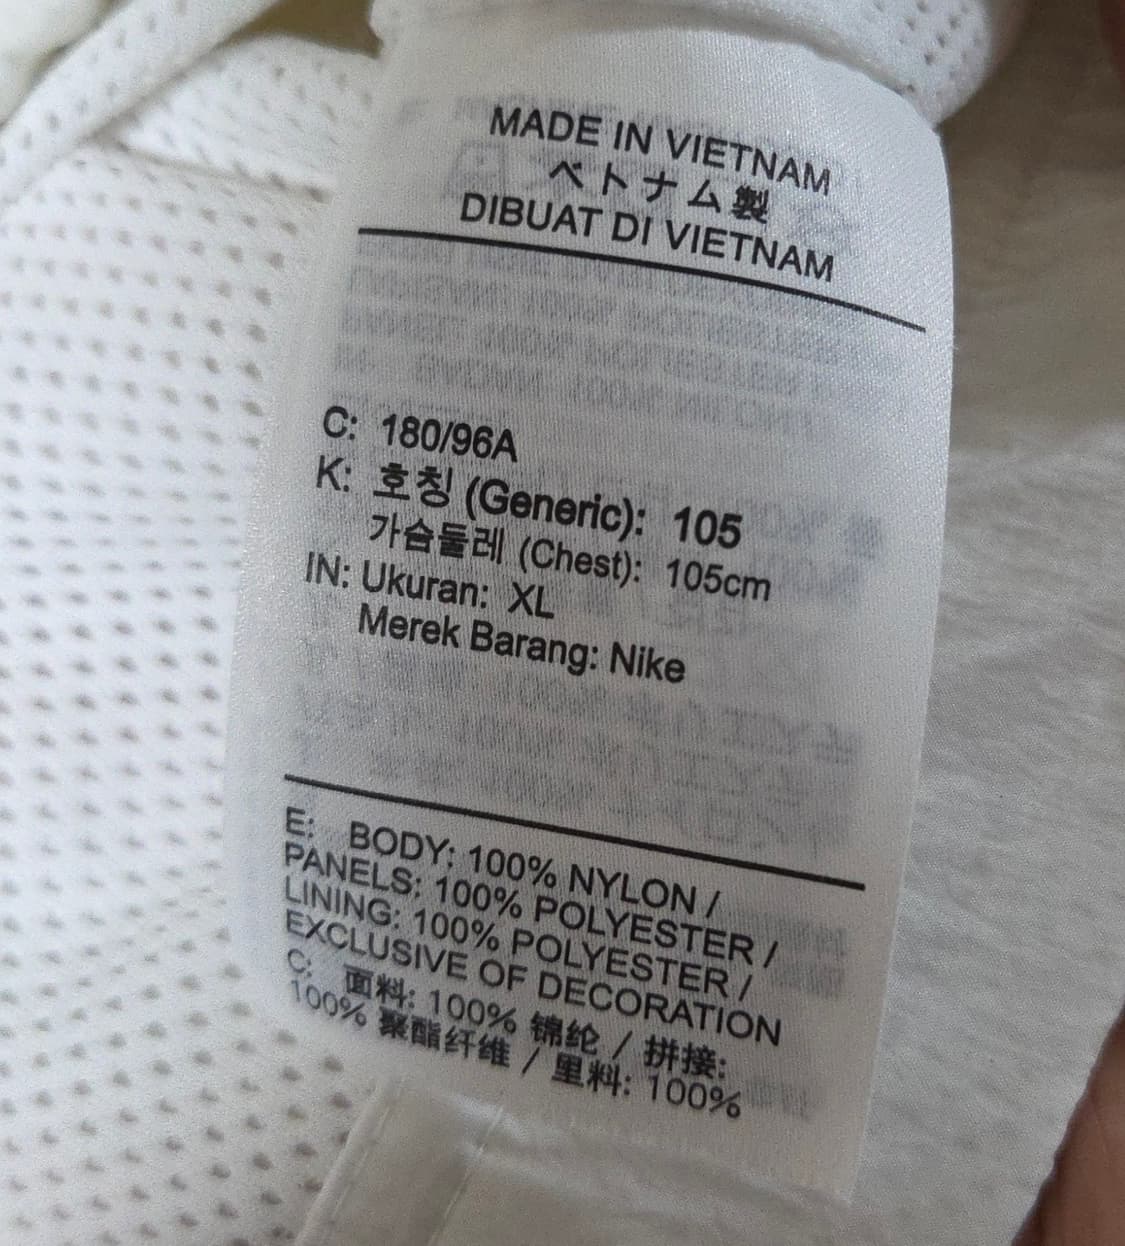 MADE IN VIETNAM
ベトナム製
DIBUAT DI VIETNAM
C: 180/96A
K: 호칭 (Generic): 105
가슴둘레 (Chest): 105cm
IN: Ukuran: XL
Merek Barang: Nike
E: BODY: 100% NYLON /
PANELS: 100% POLYESTER /
LINING: 100% POLYESTER /
EXCLUSIVE OF DECORATION
C: 面料: 100% 锦纶 / 拼接:
100% 聚酯纤维 / 里料: 100%